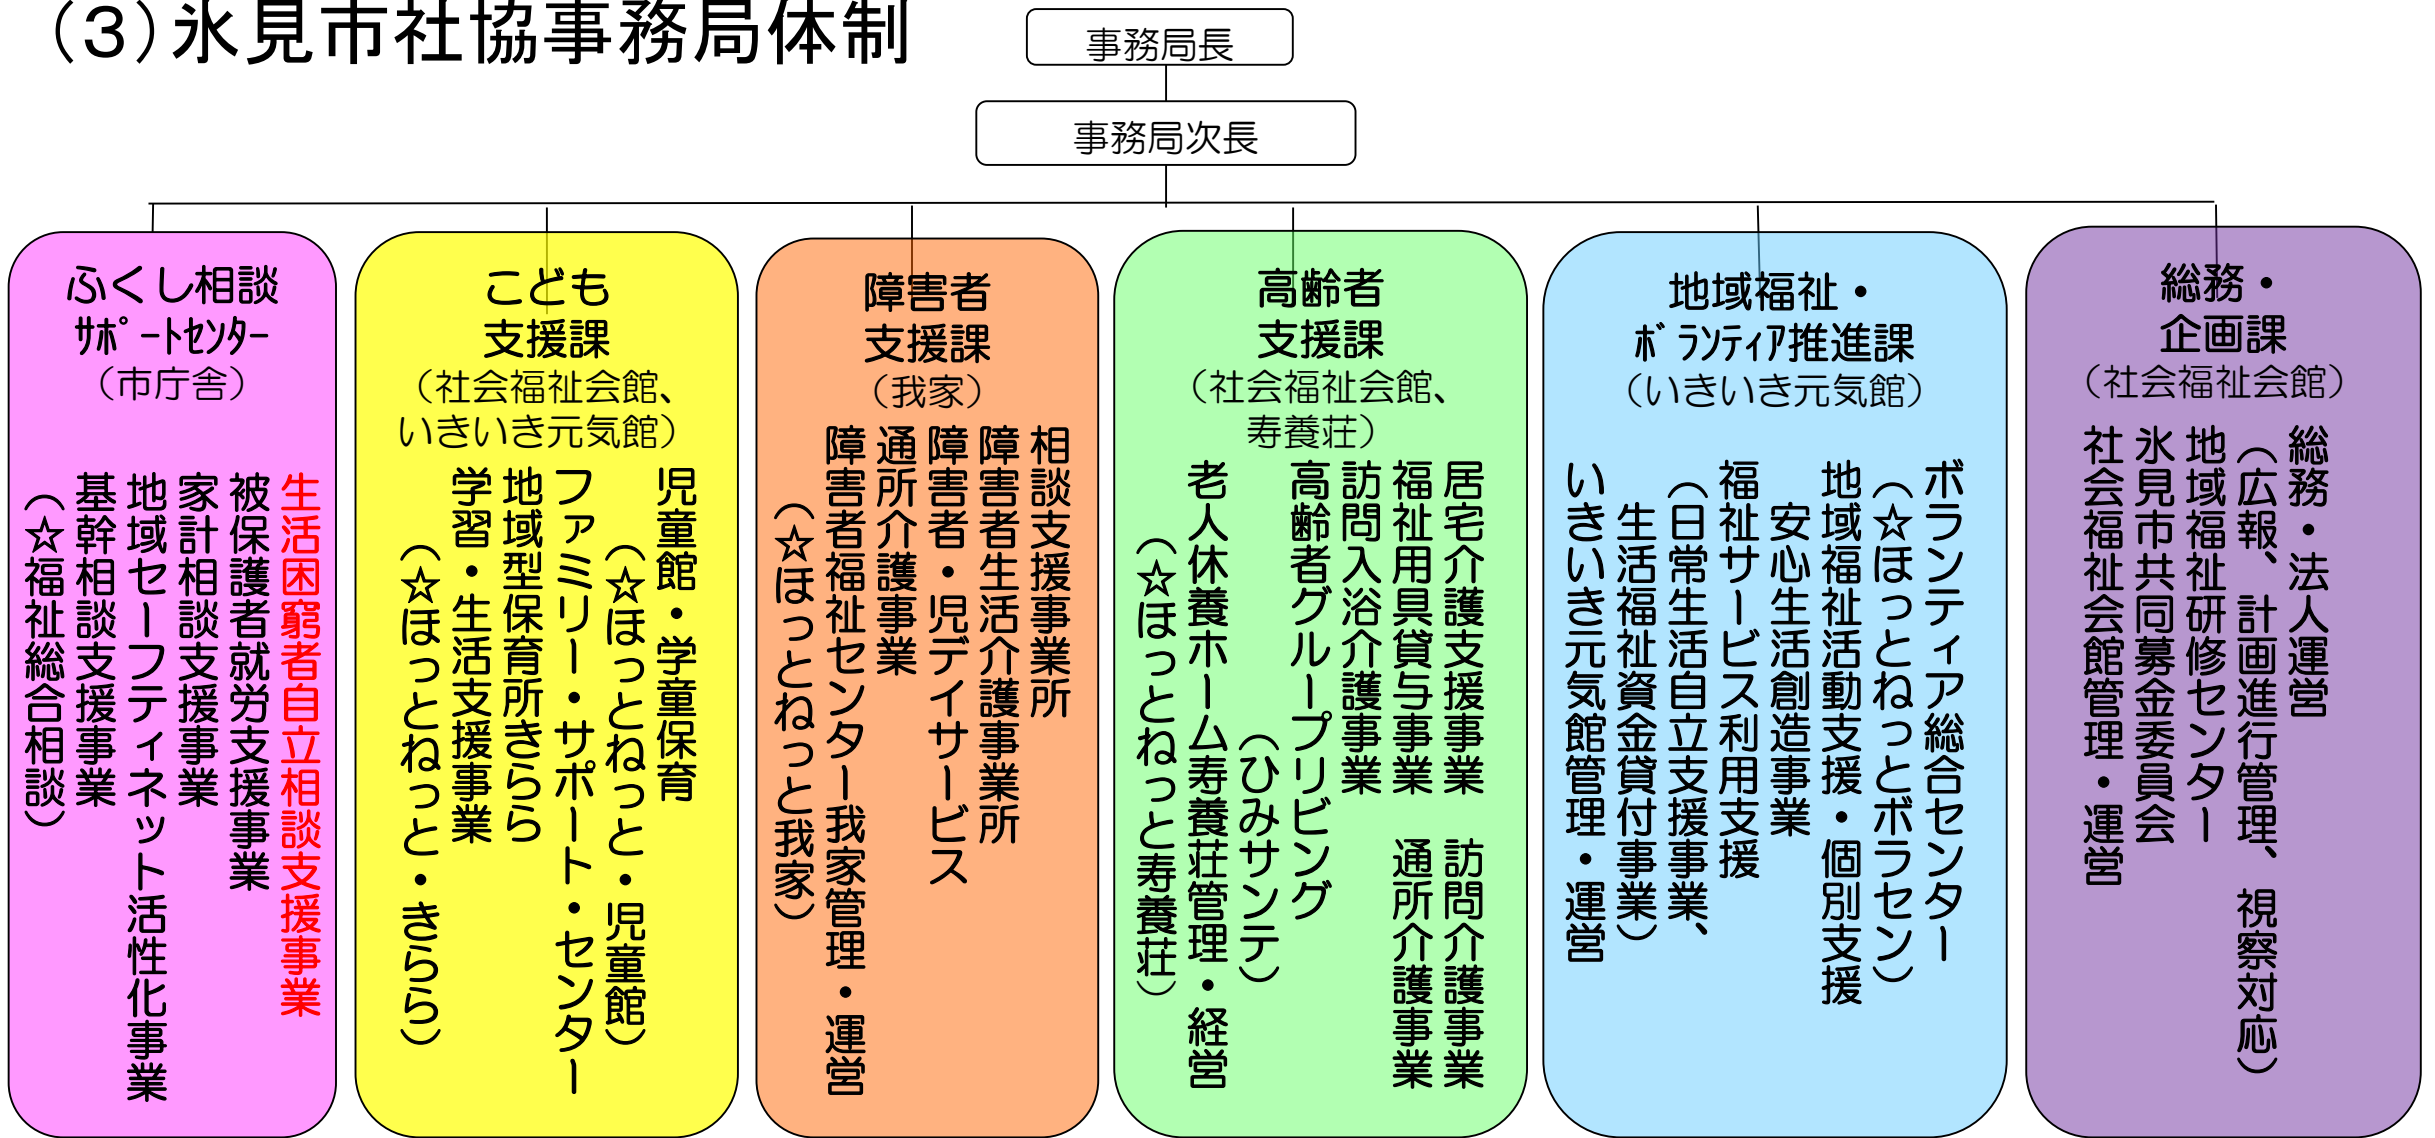 （3）氷見市社協事務局体制
事務局長
事務局次長
ふくし相談
ｻﾎﾟｰﾄｾﾝﾀｰ
（市庁舎）
生活困窮者自立相談支援事業
被保護者就労支援事業
家計相談支援事業
地域セーフティネット活性化事業
基幹相談支援事業
（☆福祉総合相談）
こども
支援課
（社会福祉会館、
いきいき元気館）
児童館・学童保育
（☆ほっとねっと・児童館）
ファミリー・サポート・センター
地域型保育所きらら
学習・生活支援事業
（☆ほっとねっと・きらら）
障害者
支援課
（我家）
相談支援事業所
障害者生活介護事業所
障害者・児デイサービス
通所介護事業
障害者福祉センター我家管理・運営
（☆ほっとねっと我家）
高齢者
支援課
（社会福祉会館、
寿養荘）
居宅介護支援事業　訪問介護事業
福祉用具貸与事業　通所介護事業
訪問入浴介護事業
高齢者グループリビング
（ひみサンテ）
老人休養ホーム寿養荘管理・経営
（☆ほっとねっと寿養荘）
地域福祉・
ﾎﾞﾗﾝﾃｨｱ推進課
（いきいき元気館）
ボランティア総合センター
（☆ほっとねっとボラセン）
地域福祉活動支援・個別支援
安心生活創造事業
福祉サービス利用支援
（日常生活自立支援事業、
生活福祉資金貸付事業）
いきいき元気館管理・運営
総務・
企画課
（社会福祉会館）
総務・法人運営
（広報、計画進行管理、視察対応）
地域福祉研修センター
氷見市共同募金委員会
社会福祉会館管理・運営